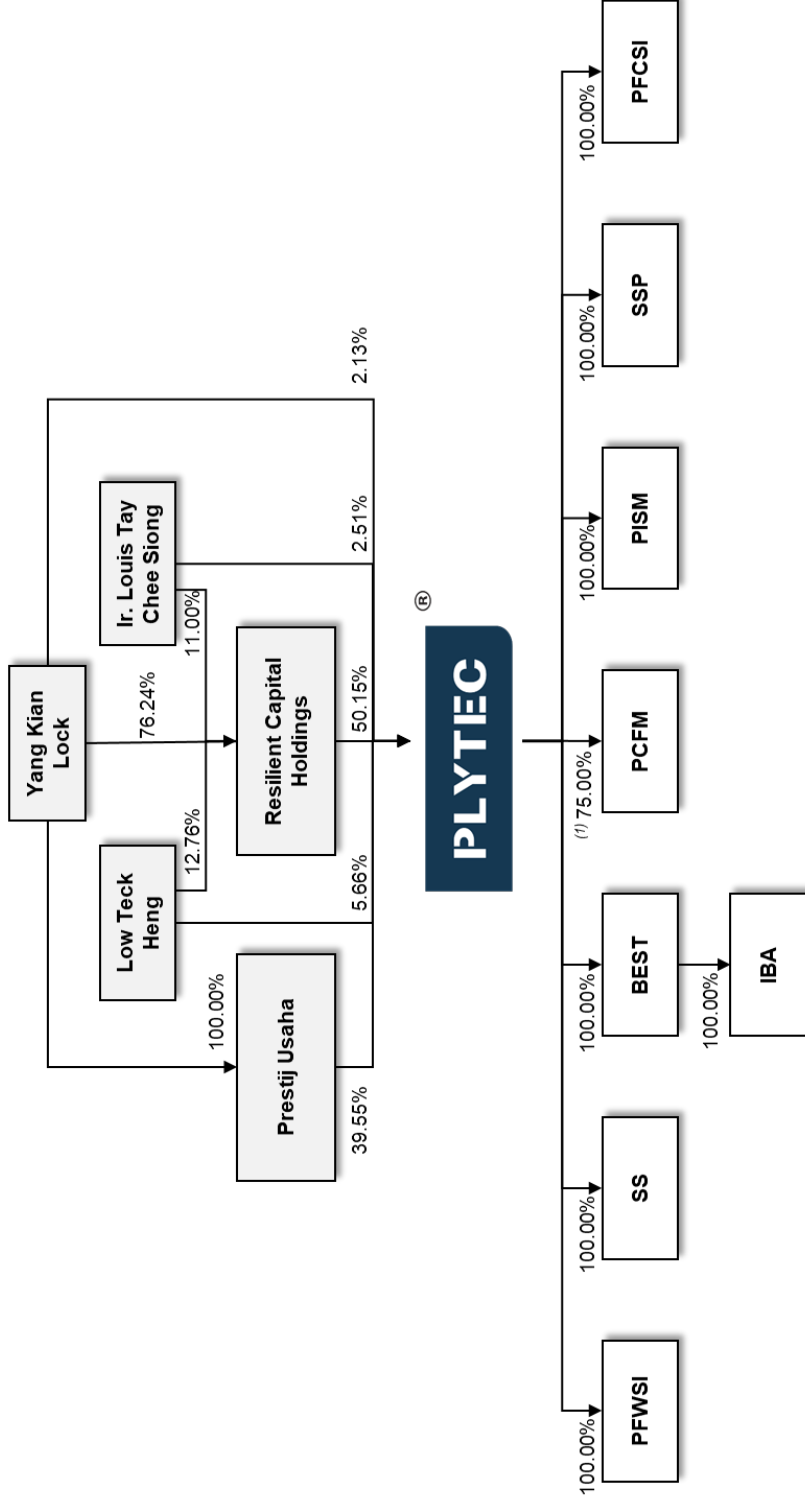 Yang Kian
Lock
Low Teck
Heng
Ir. Louis Tay
Chee Siong
100.00%
12.76%
76.24%
11.00%
Prestij Usaha
Resilient Capital
Holdings
39.55%
5.66%
50.15%
2.51%
2.13%
PLYTEC
®
100.00%
100.00%
100.00%
(1) 75.00%
100.00%
100.00%
100.00%
PFWSI
SS
BEST
PCFM
PISM
SSP
PFCSI
100.00%
IBA